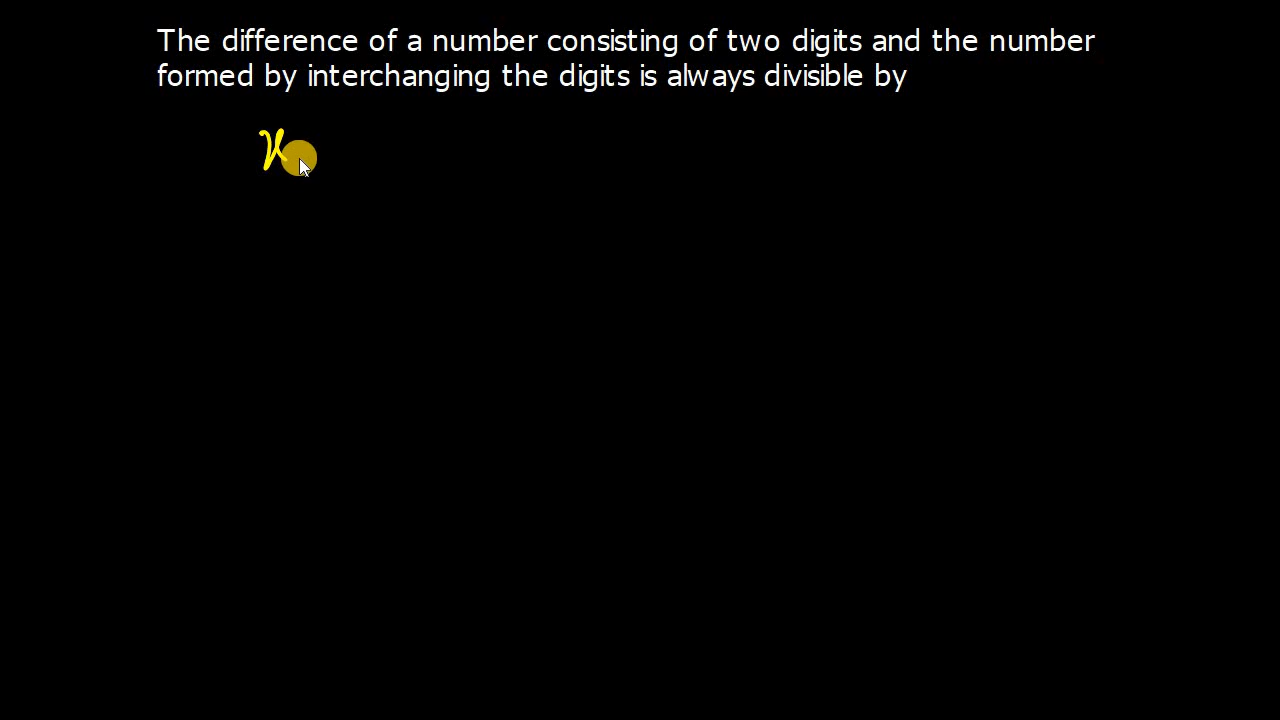 The difference of a number consisting of two digits and the number
formed by interchanging the digits is always divisible by
x